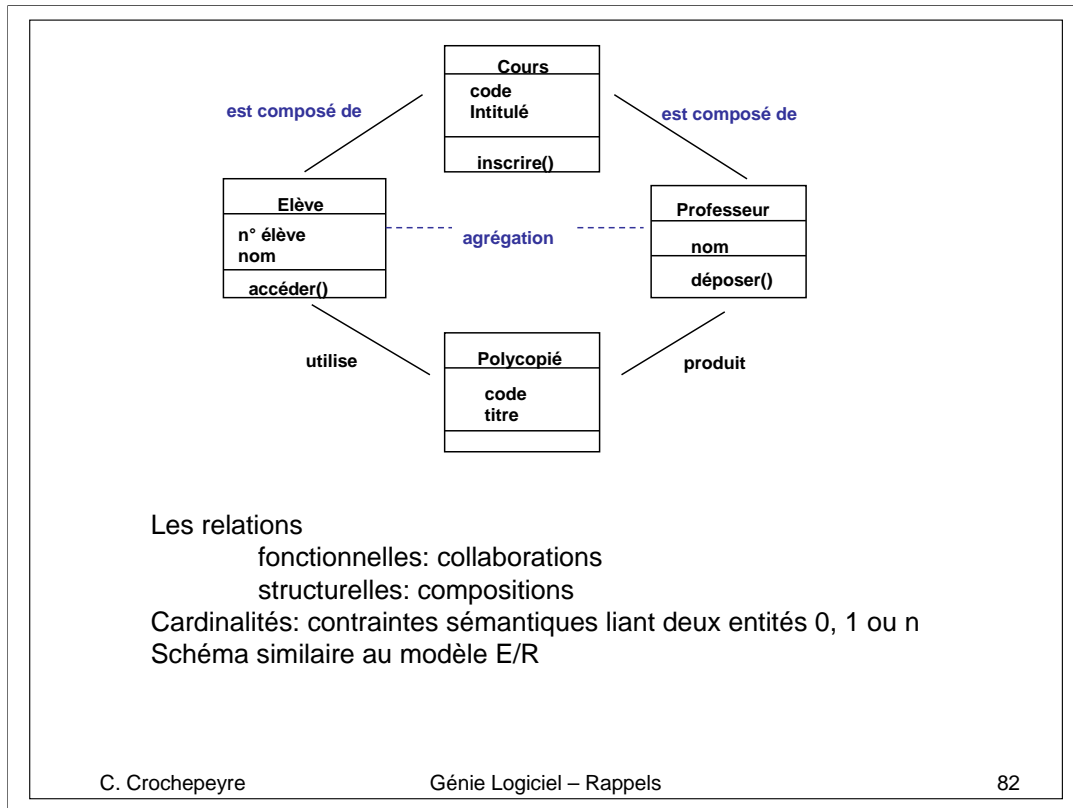 Cours
code
Intitulé
inscrire()
est composé de
est composé de
Elève
n° élève
nom
accéder()
agrégation
Professeur
nom
déposer()
utilise
Polycopié
code
titre
produit
Les relations
fonctionnelles: collaborations
structurelles: compositions
Cardinalités: contraintes sémantiques liant deux entités 0, 1 ou n
Schéma similaire au modèle E/R
C. Crochepeyre Génie Logiciel – Rappels 82